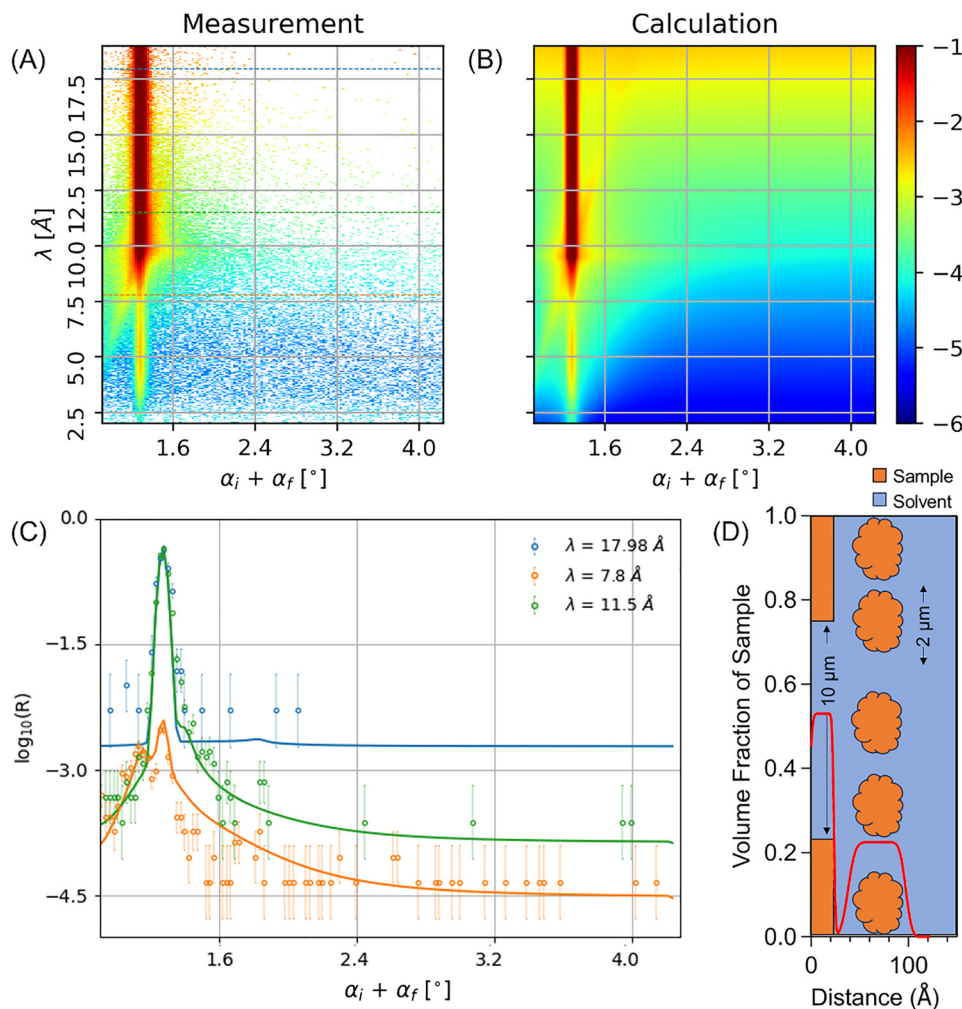 Measurement
Calculation
(A)
(B)
17.5
15.0
12.5
10.0
7.5
5.0
2.5
λ [Å]
1.6 2.4 3.2 4.0
αi + αf [°]
1.6 2.4 3.2 4.0
αi + αf [°]
−1
−2
−3
−4
−5
−6
Sample
Solvent
(C)
0.0
−1.5
−3.0
−4.5
log10(R)
λ = 17.98 Å
λ = 7.8 Å
λ = 11.5 Å
1.6 2.4 3.2 4.0
αi + αf [°]
(D)
1.0
0.8
0.6
0.4
0.2
0.0
Volume Fraction of Sample
10 µm
2 µm
0 100
Distance (Å)